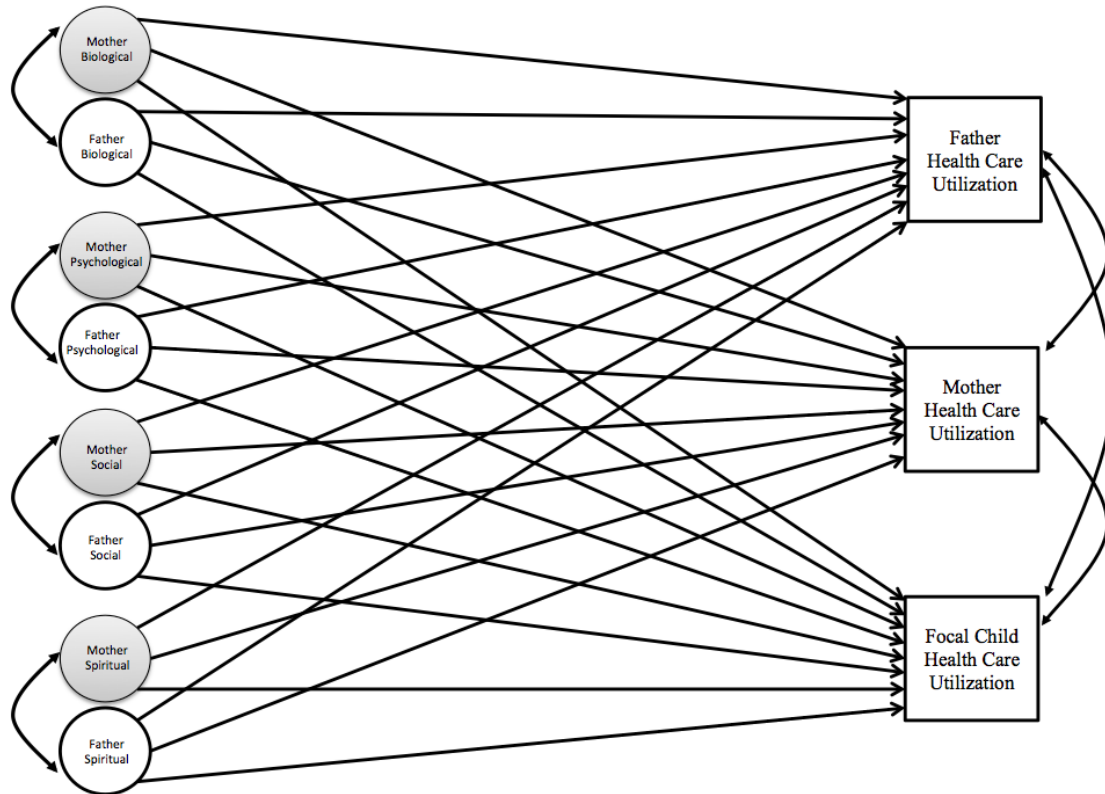 Mother
Biological
Father
Biological
Mother
Psychological
Father
Psychological
Mother
Social
Father
Social
Mother
Spiritual
Father
Spiritual
Father
Health Care
Utilization
Mother
Health Care
Utilization
Focal Child
Health Care
Utilization